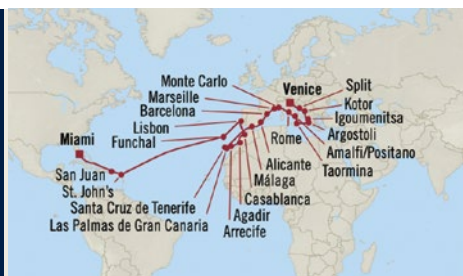 Monte Carlo
Marseille
Barcelona
Lisbon
Funchal
Miami
San Juan
St. John's
Santa Cruz de Tenerife
Las Palmas de Gran Canaria
Venice
Split
Kotor
Igoumenitsa
Argostoli
Amalfi/Positano
Taormina
Rome
Alicante
Málaga
Casablanca
Agadir
Arrecife